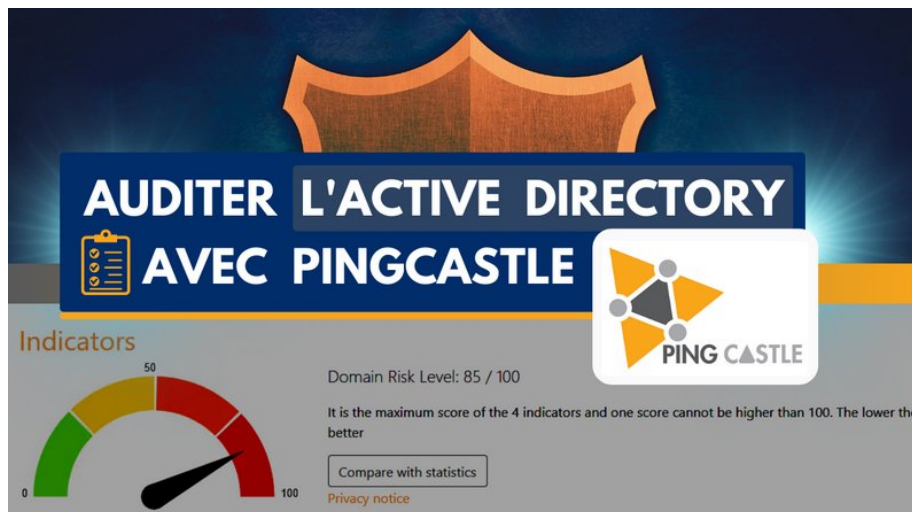 AUDITER L'ACTIVE DIRECTORY
AVEC PINGCASTLE
PING CASTLE
Indicators
50
0
100
Domain Risk Level: 85 / 100
It is the maximum score of the 4 indicators and one score cannot be higher than 100. The lower the
better
Compare with statistics
Privacy notice